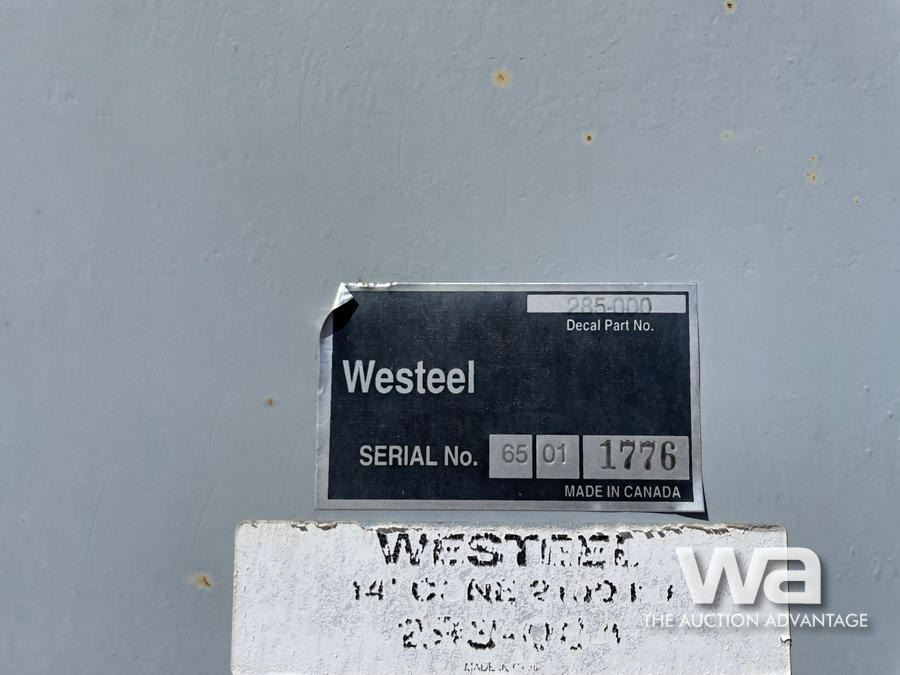 285-000
Decal Part No.
Westeel
SERIAL No. 65 01 1776
MADE IN CANADA
WESTEEL
14'
wa
THE AUCTION ADVANTAGE